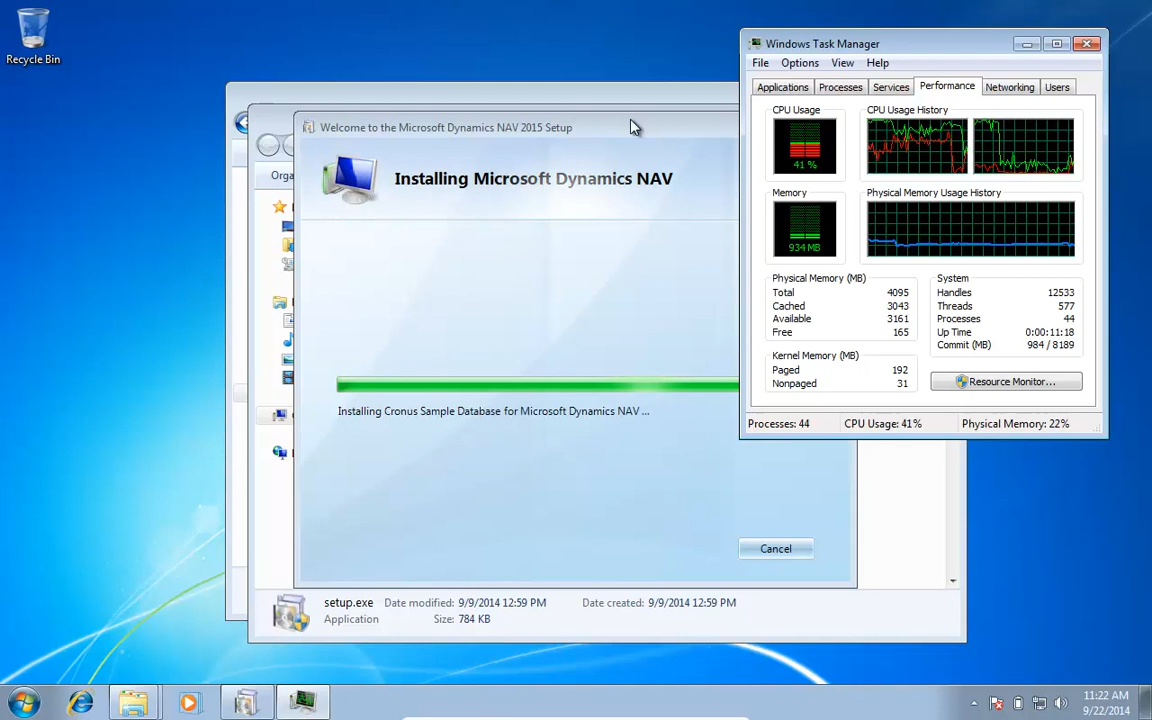 Recycle Bin
Welcome to the Microsoft Dynamics NAV 2015 Setup
Installing Microsoft Dynamics NAV
Installing Cronus Sample Database for Microsoft Dynamics NAV ...
Cancel
Orga
setup.exe Date modified: 9/9/2014 12:59 PM Date created: 9/9/2014 12:59 PM
Application Size: 784 KB
Windows Task Manager
File Options View Help
Applications Processes Services Performance Networking Users
CPU Usage CPU Usage History
41 %
Memory Physical Memory Usage History
934 MB
Physical Memory (MB)
Total 4095
Cached 3043
Available 3161
Free 165
Kernel Memory (MB)
Paged 192
Nonpaged 31
System
Handles 12533
Threads 577
Processes 44
Up Time 0:00:11:18
Commit (MB) 984 / 8189
Resource Monitor...
Processes: 44 CPU Usage: 41% Physical Memory: 22%
11:22 AM
9/22/2014